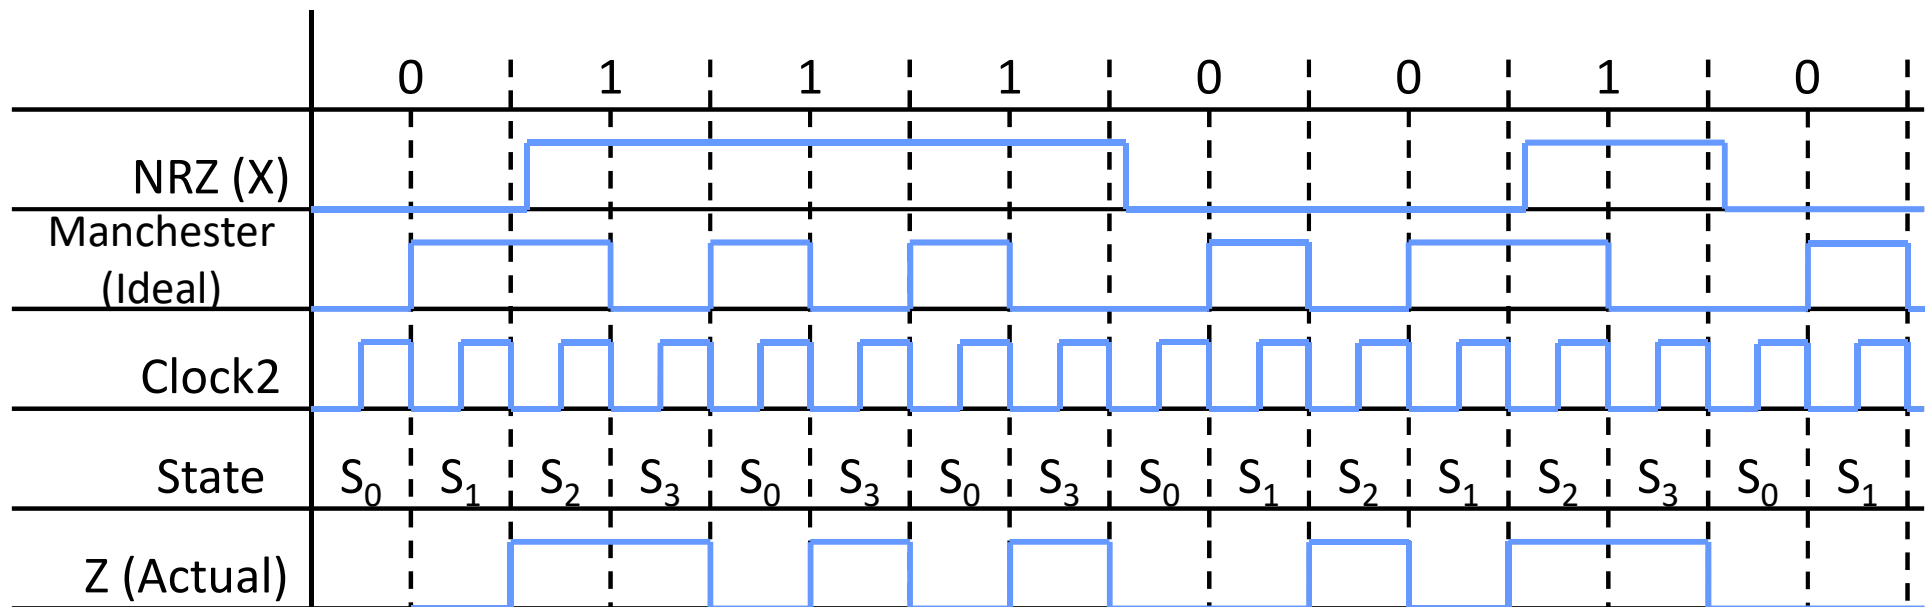 0 1 1 1 0 0 1 0
NRZ (X)
Manchester
(Ideal)
Clock2
State S₀ S₁ S₂ S₃ S₀ S₃ S₀ S₃ S₀ S₁ S₂ S₁ S₂ S₃ S₀ S₁
Z (Actual)